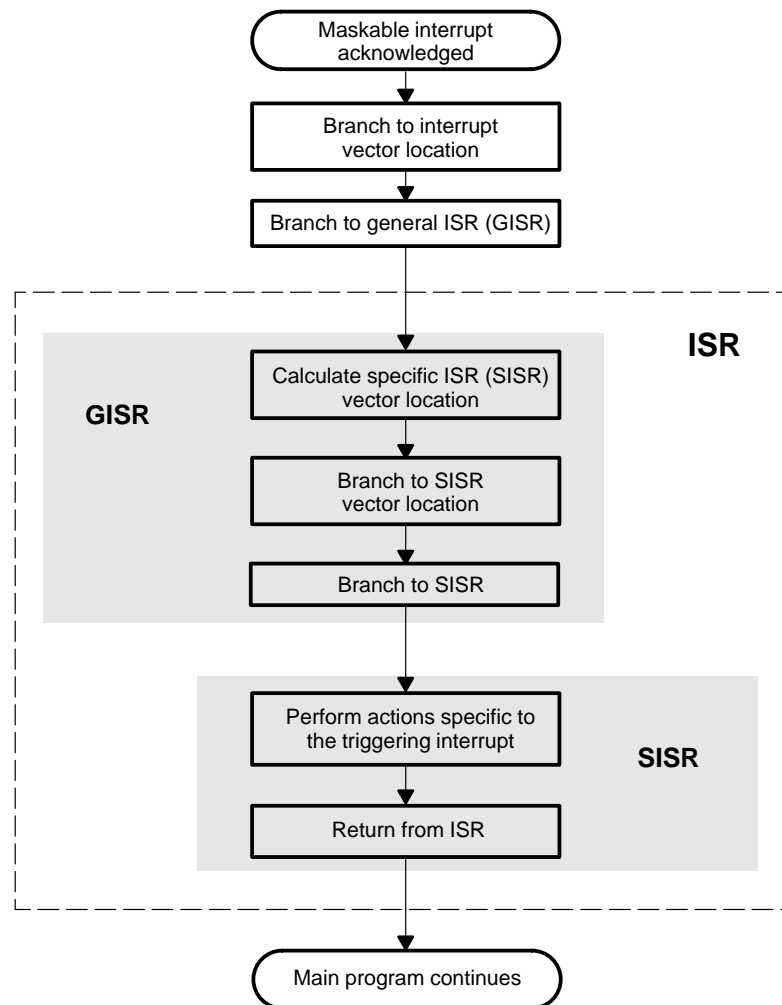 Maskable interrupt
acknowledged
Branch to interrupt
vector location
Branch to general ISR (GISR)
ISR
Calculate specific ISR (SISR)
vector location
GISR
Branch to SISR
vector location
Branch to SISR
Perform actions specific to
the triggering interrupt
SISR
Return from ISR
Main program continues